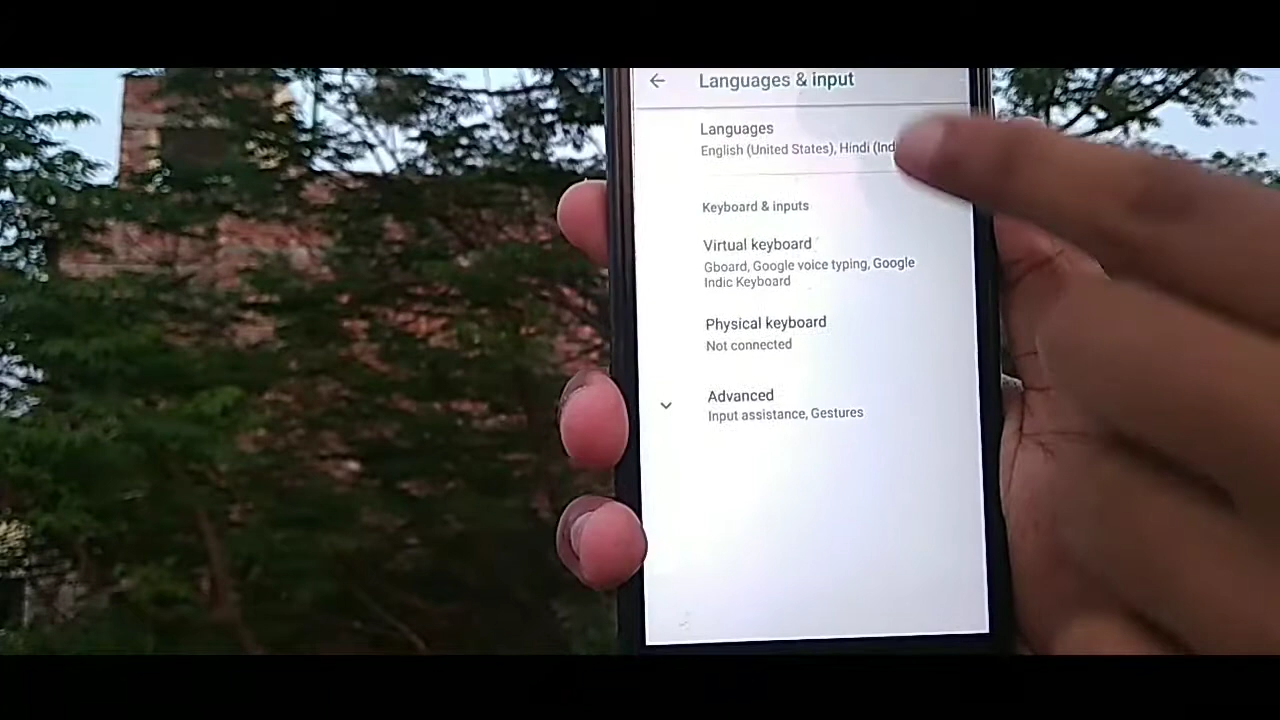 Languages & input
Languages
English (United States), Hindi (Ind
Keyboard & inputs
Virtual keyboard
Gboard, Google voice typing, Google
Indic Keyboard
Physical keyboard
Not connected
Advanced
Input assistance, Gestures